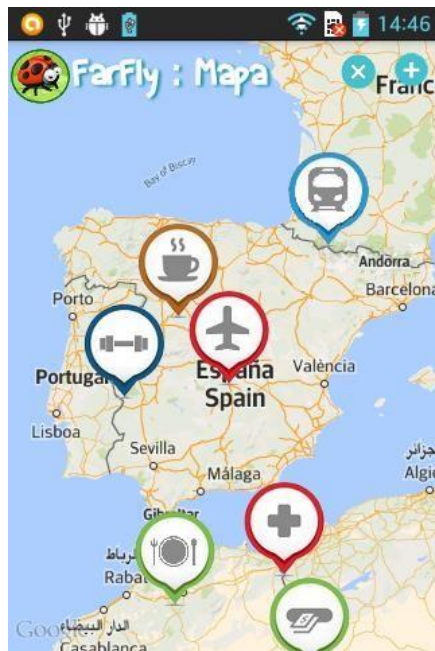 14:46
FarFly : Mapa
Franc
Bay of Biscay
Andorra
Porto
Barcelona
España
Portugal
València
Spain
Lisboa
Sevilla
Málaga
الجزائر
Algie
Gibraltar
الرباط
Rabat
Google
الدار البيضاء
Casablanca